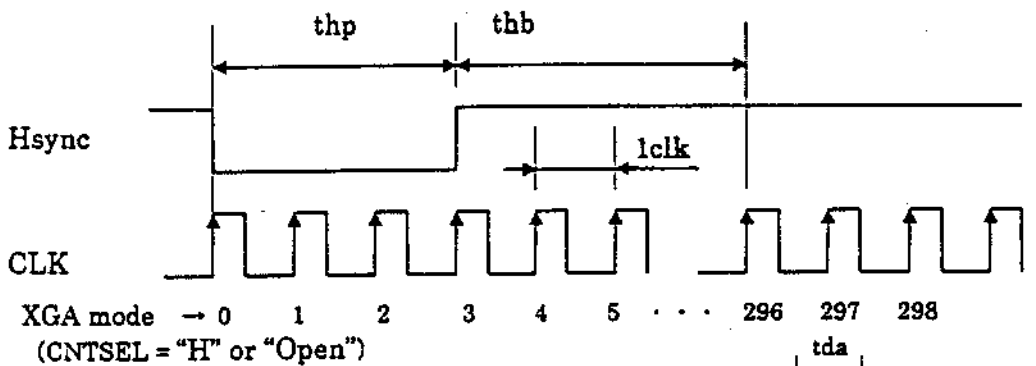 thp thb
Hsync
1clk
CLK
XGA mode → 0 1 2 3 4 5 · · · · 296 297 298
(CNTSEL = "H" or "Open")
tda